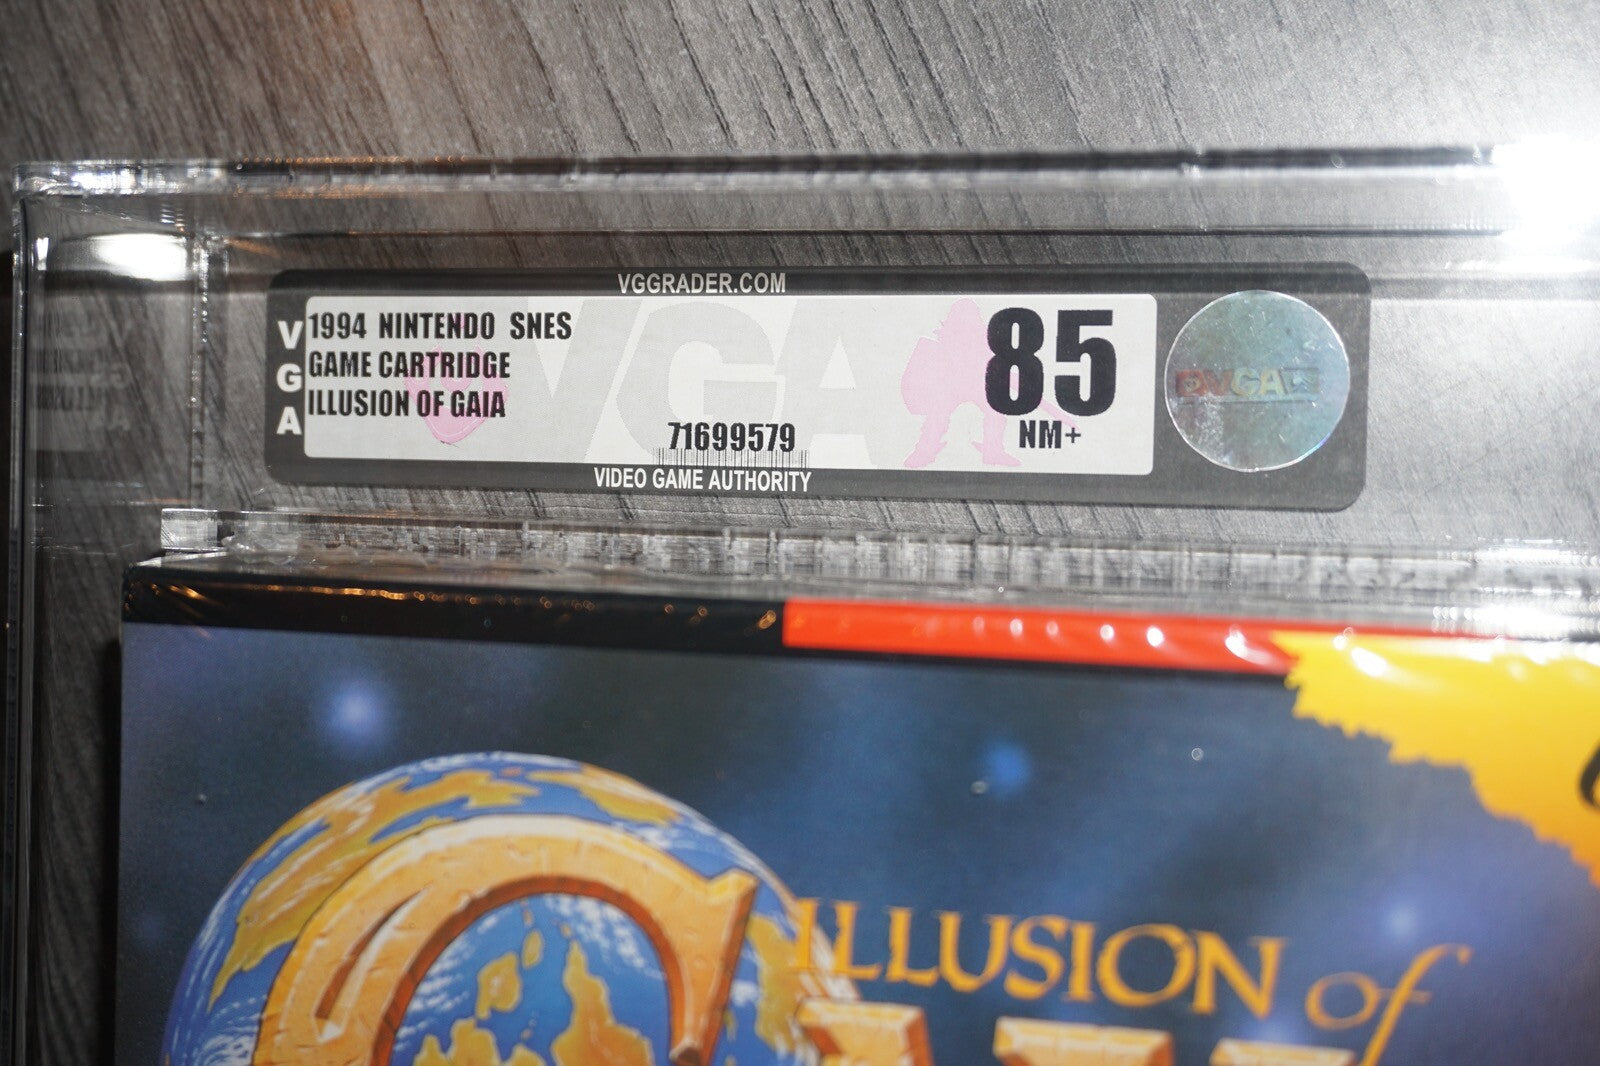 VGGRADER.COM
VGA
1994 NINTENDO SNES
GAME CARTRIDGE
ILLUSION OF GAIA
85
NM+
71699579
VIDEO GAME AUTHORITY
VGA
ILLUSION of